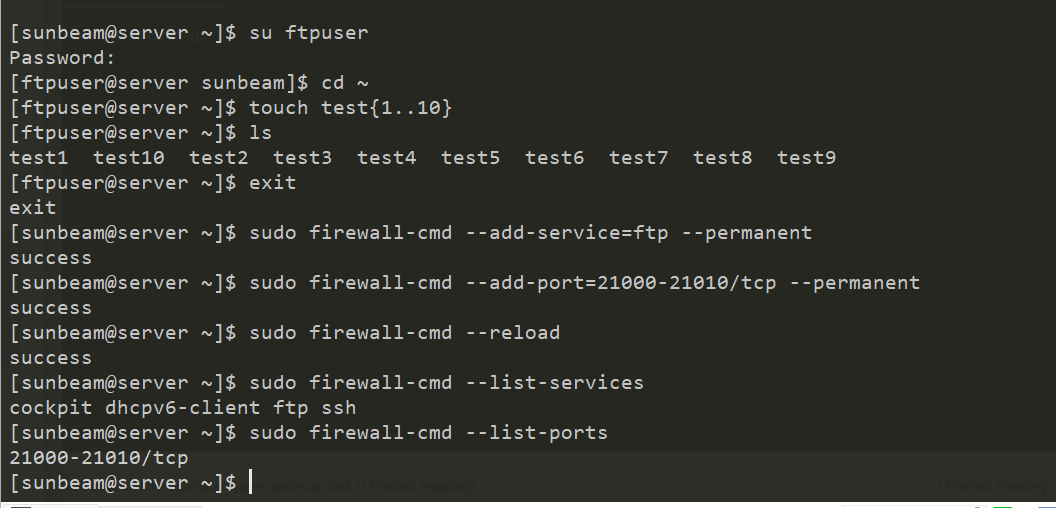 [sunbeam@server ~]$ su ftpuser
Password:
[ftpuser@server sunbeam]$ cd ~
[ftpuser@server ~]$ touch test{1..10}
[ftpuser@server ~]$ ls
test1  test10  test2  test3  test4  test5  test6  test7  test8  test9
[ftpuser@server ~]$ exit
exit
[sunbeam@server ~]$ sudo firewall-cmd --add-service=ftp --permanent
success
[sunbeam@server ~]$ sudo firewall-cmd --add-port=21000-21010/tcp --permanent
success
[sunbeam@server ~]$ sudo firewall-cmd --reload
success
[sunbeam@server ~]$ sudo firewall-cmd --list-services
cockpit dhcpv6-client ftp ssh
[sunbeam@server ~]$ sudo firewall-cmd --list-ports
21000-21010/tcp
[sunbeam@server ~]$